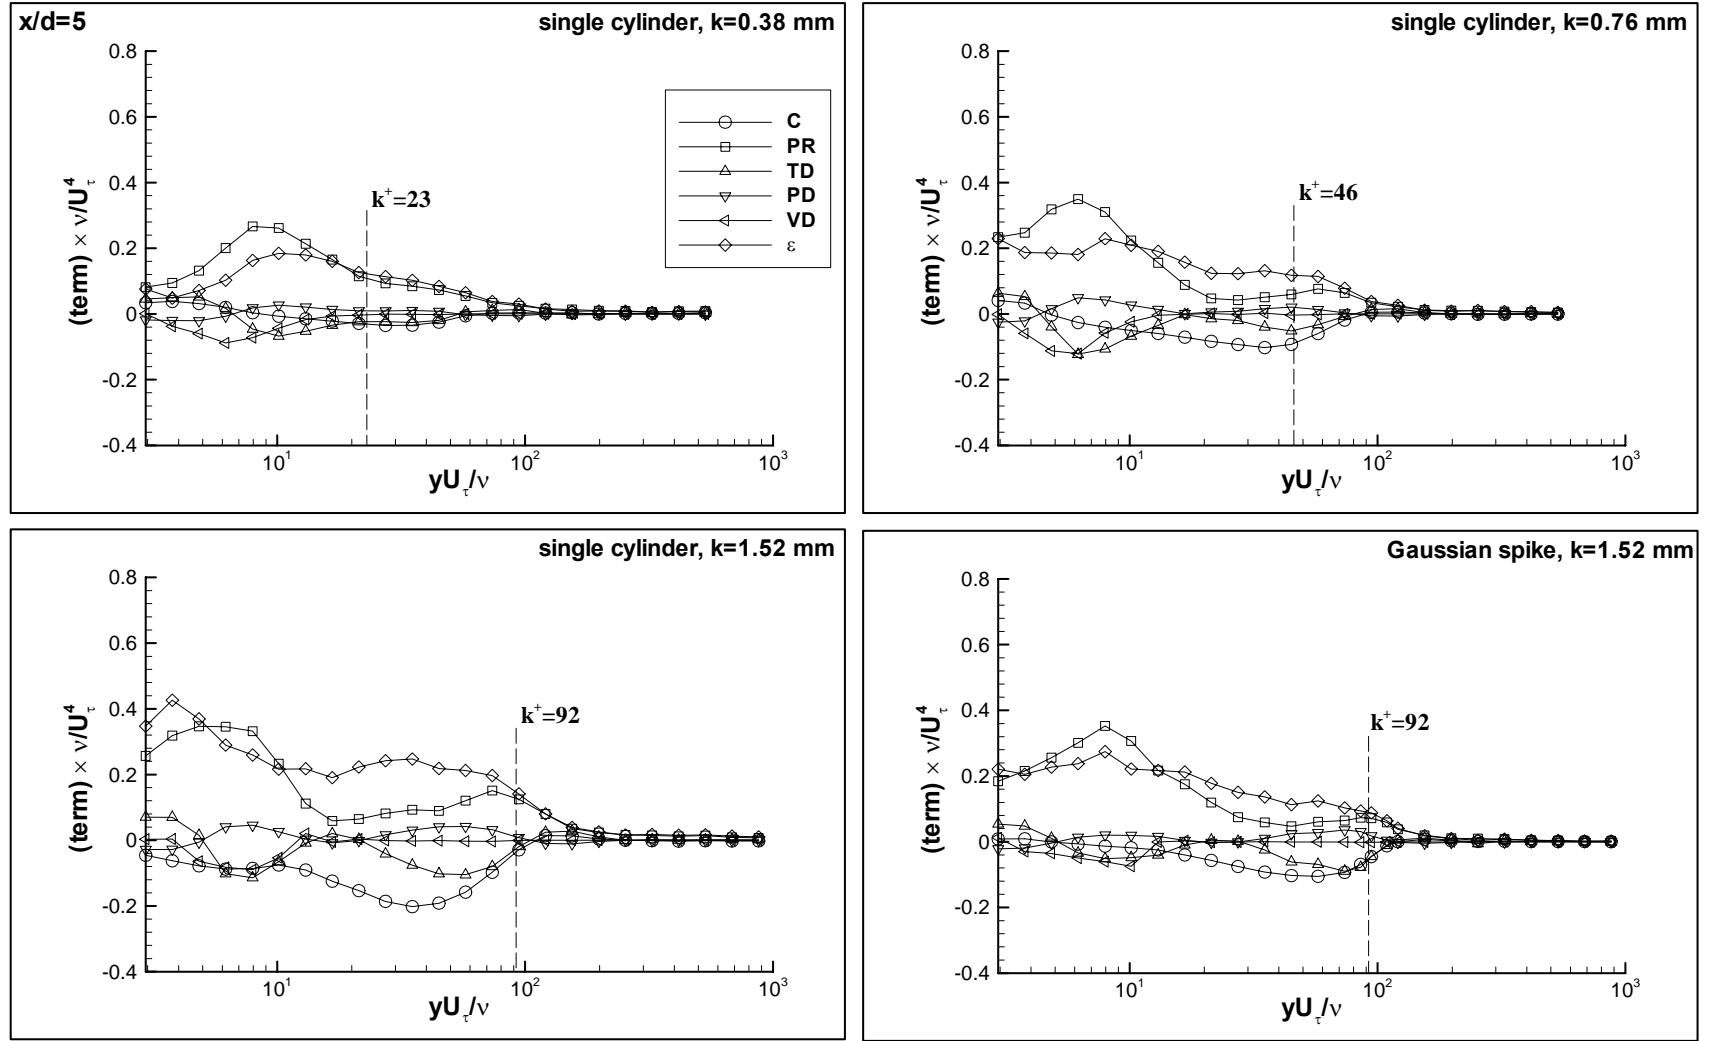 x/d=5
single cylinder, k=0.38 mm
0.8
0.6
0.4
0.2
0
-0.2
-0.4
(term) × ν/U⁴τ
C
PR
TD
PD
VD
ε
k⁺=23
10¹
10²
10³
yUτ/ν
single cylinder, k=0.76 mm
0.8
0.6
0.4
0.2
0
-0.2
-0.4
(term) × ν/U⁴τ
k⁺=46
10¹
10²
10³
yUτ/ν
single cylinder, k=1.52 mm
0.8
0.6
0.4
0.2
0
-0.2
-0.4
(term) × ν/U⁴τ
k⁺=92
10¹
10²
10³
yUτ/ν
Gaussian spike, k=1.52 mm
0.8
0.6
0.4
0.2
0
-0.2
-0.4
(term) × ν/U⁴τ
k⁺=92
10¹
10²
10³
yUτ/ν